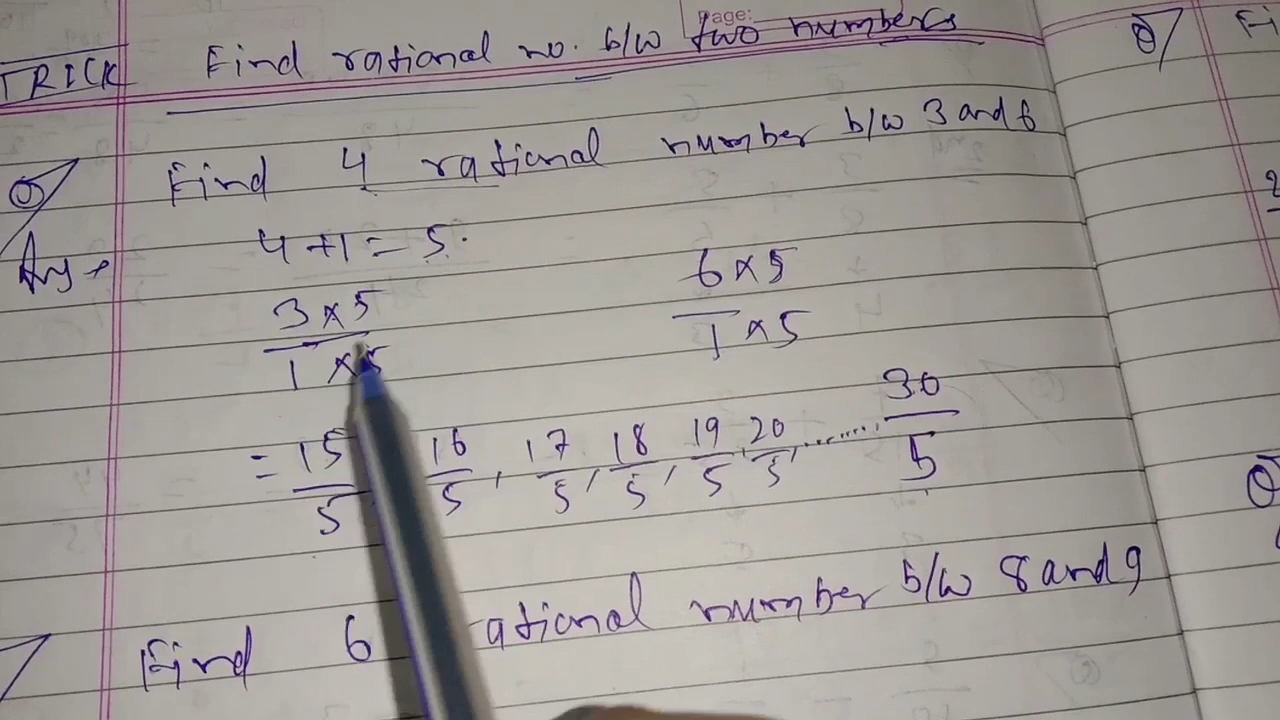 Page:
TRICK Find rational no. b/w two numbers
Q/ Find 4 rational number b/w 3 and 6
Ans → 4+1 = 5.
3×5 / 1×5 6×5 / 1×5
= 15/5, 16/5, 17/5, 18/5, 19/5, 20/5, ........, 30/5
Find 6 rational number b/w 8 and 9
Q/
Q